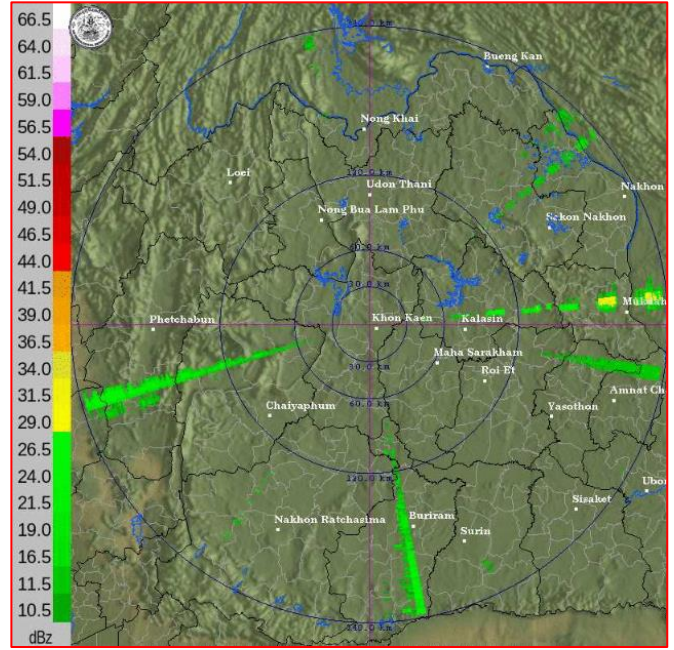 66.5
64.0
61.5
59.0
56.5
54.0
51.5
49.0
46.5
44.0
41.5
39.0
36.5
34.0
31.5
29.0
26.5
24.0
21.5
19.0
16.5
11.5
10.5
dBz
Bueng Kan
Nong Khai
Loei
Udon Thani
Nakhon
Nong Bua Lam Phu
Sakon Nakhon
Phetchabun
Khon Kaen
Kalasin
Maha Sarakham
Roi Et
Amnat Ch
Chaiyaphum
60.0 km
Yasothon
120.0 km
Ubon
Sisaket
Nakhon Ratchasima
Buriram
Surin